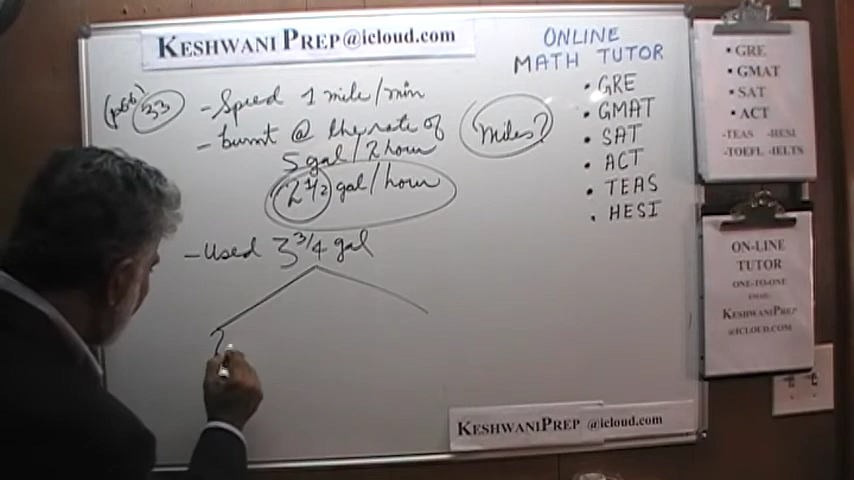 KESHWANI PREP@icloud.com
(p66) 33
- Speed 1 mile/min
- burnt @ the rate of
5 gal/2 hour
2 1/2 gal/hour
Miles?
- Used 3 3/4 gal
2
ONLINE
MATH TUTOR
• GRE
• GMAT
• SAT
• ACT
• TEAS
• HESI
• GRE
• GMAT
• SAT
• ACT
-TEAS -HESI
-TOEFL -IELTS
ON-LINE
TUTOR
ONE-TO-ONE
KESHWANIPREP
@ICLOUD.COM
KESHWANIPREP @icloud.com